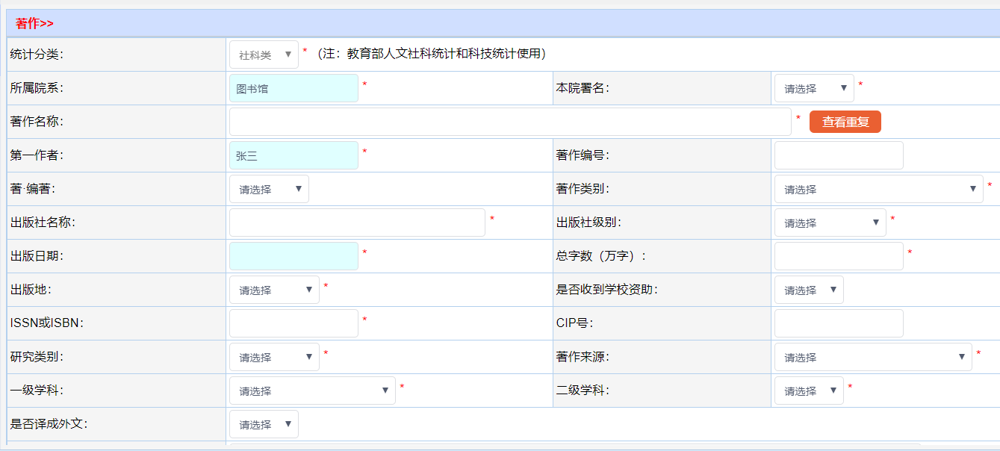 著作>>
统计分类： 社科类 ▼ * （注：教育部人文社科统计和科技统计使用）
所属院系： 图书馆 * 本院署名： 请选择 ▼ *
著作名称： * 查看重复
第一作者： 张三 * 著作编号：
著·编著： 请选择 ▼ 著作类别： 请选择 ▼ *
出版社名称： * 出版社级别： 请选择 ▼ *
出版日期： * 总字数（万字）： *
出版地： 请选择 ▼ * 是否收到学校资助： 请选择 ▼
ISSN或ISBN： * CIP号：
研究类别： 请选择 ▼ * 著作来源： 请选择 ▼ *
一级学科： 请选择 ▼ * 二级学科： 请选择 ▼ *
是否译成外文： 请选择 ▼